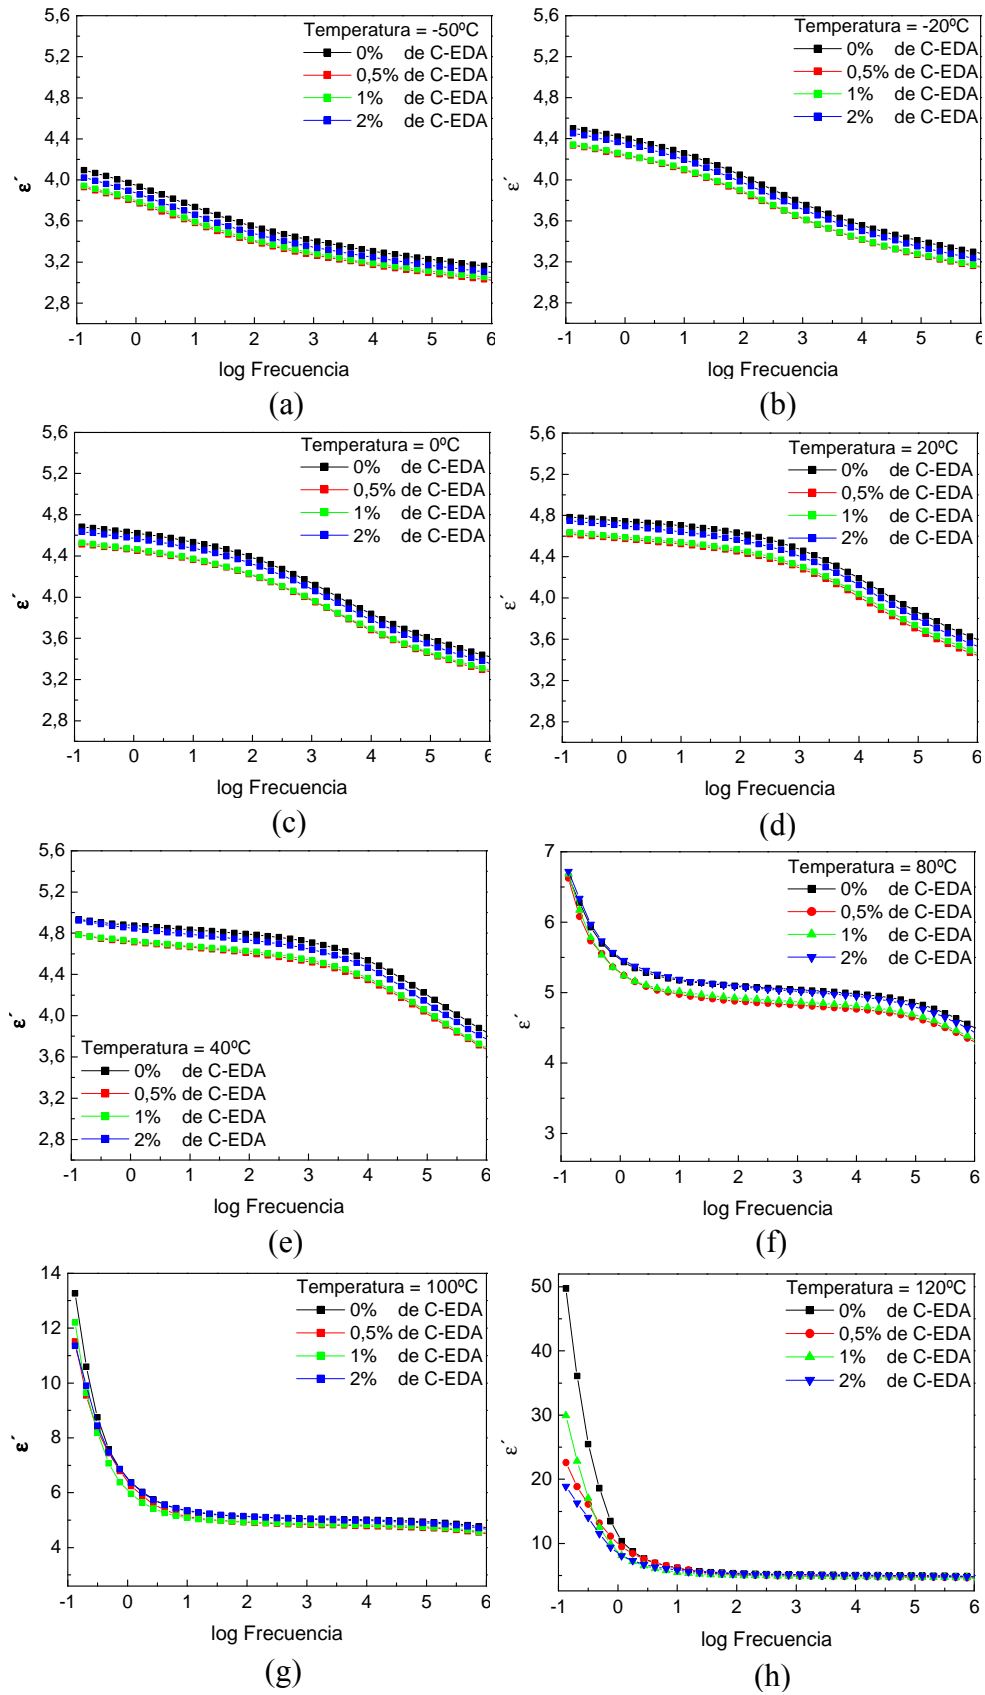 5,6
5,2
4,8
4,4
4,0
3,6
3,2
2,8
ε´
Temperatura = -50ºC
0% de C-EDA
0,5% de C-EDA
1% de C-EDA
2% de C-EDA
-1 0 1 2 3 4 5 6
log Frecuencia
(a)
5,6
5,2
4,8
4,4
4,0
3,6
3,2
2,8
Temperatura = -20ºC
0% de C-EDA
0,5% de C-EDA
1% de C-EDA
2% de C-EDA
-1 0 1 2 3 4 5 6
log Frecuencia
(b)
5,6
5,2
4,8
4,4
4,0
3,6
3,2
2,8
ε´
Temperatura = 0ºC
0% de C-EDA
0,5% de C-EDA
1% de C-EDA
2% de C-EDA
-1 0 1 2 3 4 5 6
log Frecuencia
(c)
5,6
5,2
4,8
4,4
4,0
3,6
3,2
2,8
ε´
Temperatura = 20ºC
0% de C-EDA
0,5% de C-EDA
1% de C-EDA
2% de C-EDA
-1 0 1 2 3 4 5 6
log Frecuencia
(d)
5,6
5,2
4,8
4,4
4,0
3,6
3,2
2,8
ε´
Temperatura = 40ºC
0% de C-EDA
0,5% de C-EDA
1% de C-EDA
2% de C-EDA
-1 0 1 2 3 4 5 6
log Frecuencia
(e)
7
6
5
4
3
ε´
Temperatura = 80ºC
0% de C-EDA
0,5% de C-EDA
1% de C-EDA
2% de C-EDA
-1 0 1 2 3 4 5 6
log Frecuencia
(f)
14
12
10
8
6
4
ε´
Temperatura = 100ºC
0% de C-EDA
0,5% de C-EDA
1% de C-EDA
2% de C-EDA
-1 0 1 2 3 4 5 6
log Frecuencia
(g)
50
40
30
20
10
ε´
Temperatura = 120ºC
0% de C-EDA
0,5% de C-EDA
1% de C-EDA
2% de C-EDA
-1 0 1 2 3 4 5 6
log Frecuencia
(h)